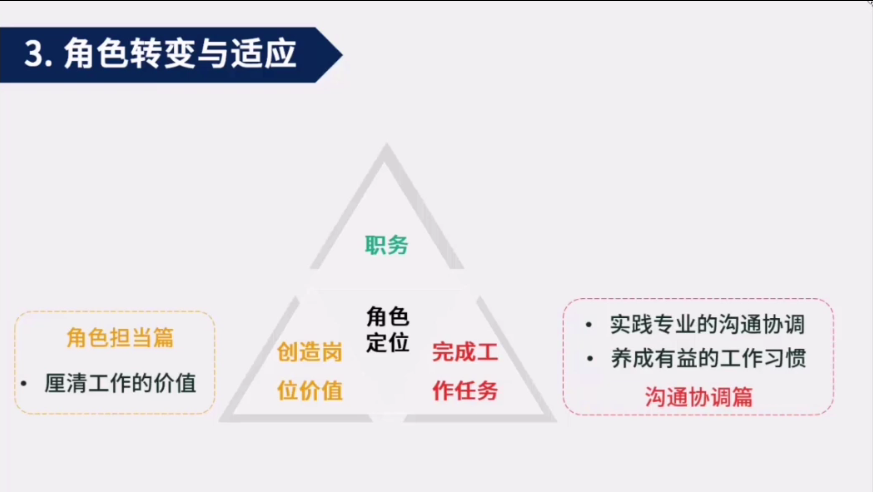 3. 角色转变与适应
职务
角色
定位
创造岗
位价值
完成工
作任务
角色担当篇
• 厘清工作的价值
• 实践专业的沟通协调
• 养成有益的工作习惯
沟通协调篇